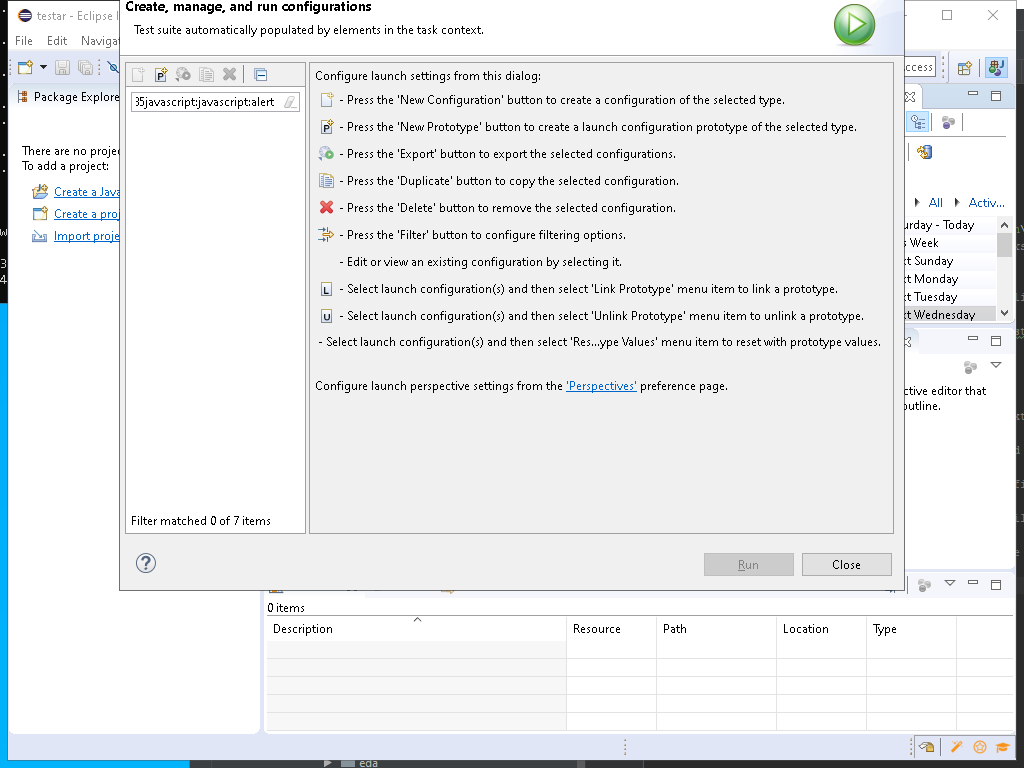 Create, manage, and run configurations
testar - Eclipse I
Test suite automatically populated by elements in the task context.
File Edit Navigat
Configure launch settings from this dialog:
Package Explore
35javascript;javascript:alert
- Press the 'New Configuration' button to create a configuration of the selected type.
- Press the 'New Prototype' button to create a launch configuration prototype of the selected type.
There are no projec
To add a project:
- Press the 'Export' button to export the selected configurations.
- Press the 'Duplicate' button to copy the selected configuration.
Create a Java
- Press the 'Delete' button to remove the selected configuration.
Create a proj
- Press the 'Filter' button to configure filtering options.
Import proje
- Edit or view an existing configuration by selecting it.
- Select launch configuration(s) and then select 'Link Prototype' menu item to link a prototype.
- Select launch configuration(s) and then select 'Unlink Prototype' menu item to unlink a prototype.
- Select launch configuration(s) and then select 'Res...ype Values' menu item to reset with prototype values.
Configure launch perspective settings from the 'Perspectives' preference page.
Filter matched 0 of 7 items
Run Close
ccess
All Activ...
urday - Today
s Week
xt Sunday
xt Monday
xt Tuesday
xt Wednesday
ctive editor that
outline.
0 items
Description Resource Path Location Type
eda